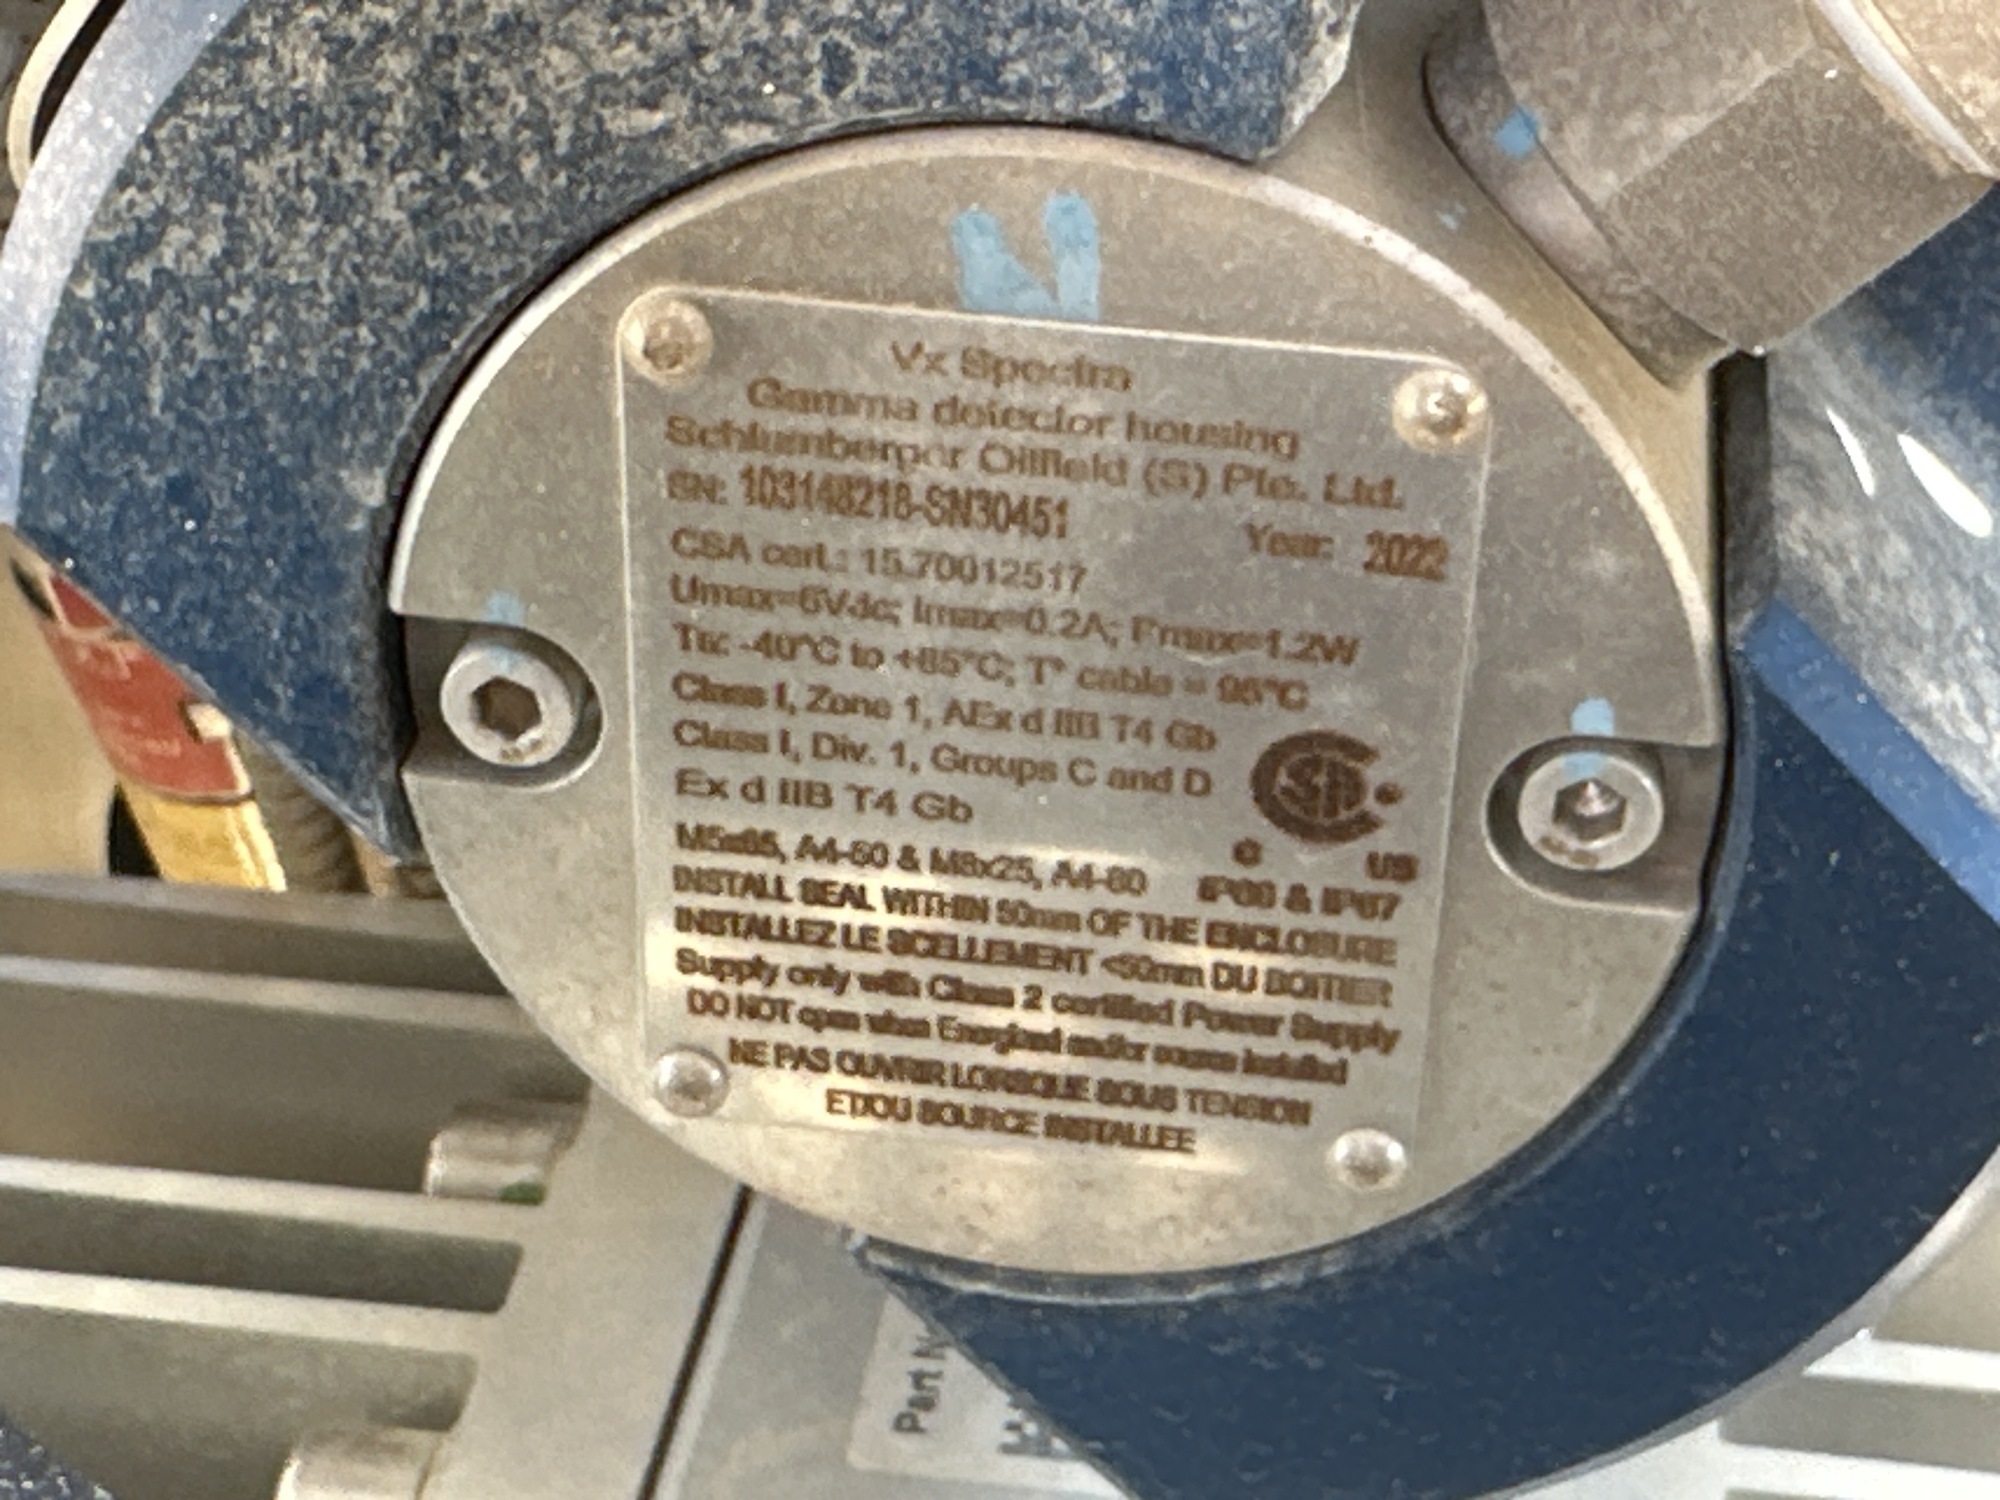 Vx Spectra
Gamma detector housing
Schlumberger Oilfield (S) Pte. Ltd.
SN: 103148218-SN30451
Year: 2022
CSA cert.: 15.70012517
Umax=6Vdc; Imax=0.2A; Pmax=1.2W
-40°C to +85°C; T° cable = 95°C
Class I, Zone 1, AEx d IIB T4 Gb
Class I, Div. 1, Groups C and D
Ex d IIB T4 Gb
A4-80 & A4-80
C US
& IP67
INSTALL SEAL WITHIN 50mm OF THE ENCLOSURE
INSTALLEZ LE SCELLEMENT <50mm DU BOITIER
Supply only with Class 2 certified Power Supply
DO NOT open when Energized and/or source installed
NE PAS OUVRIR LORSQUE SOUS TENSION
ET/OU SOURCE INSTALLEE
Part